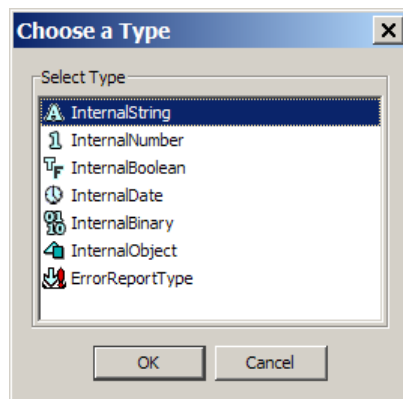 Choose a Type
Select Type
InternalString
InternalNumber
InternalBoolean
InternalDate
InternalBinary
InternalObject
ErrorReportType
OK Cancel